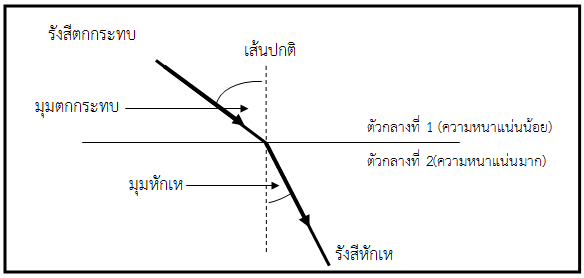 รังสีตกกระทบ
เส้นปกติ
มุมตกกระทบ
ตัวกลางที่ 1 (ความหนาแน่นน้อย)
ตัวกลางที่ 2(ความหนาแน่นมาก)
มุมหักเห
รังสีหักเห